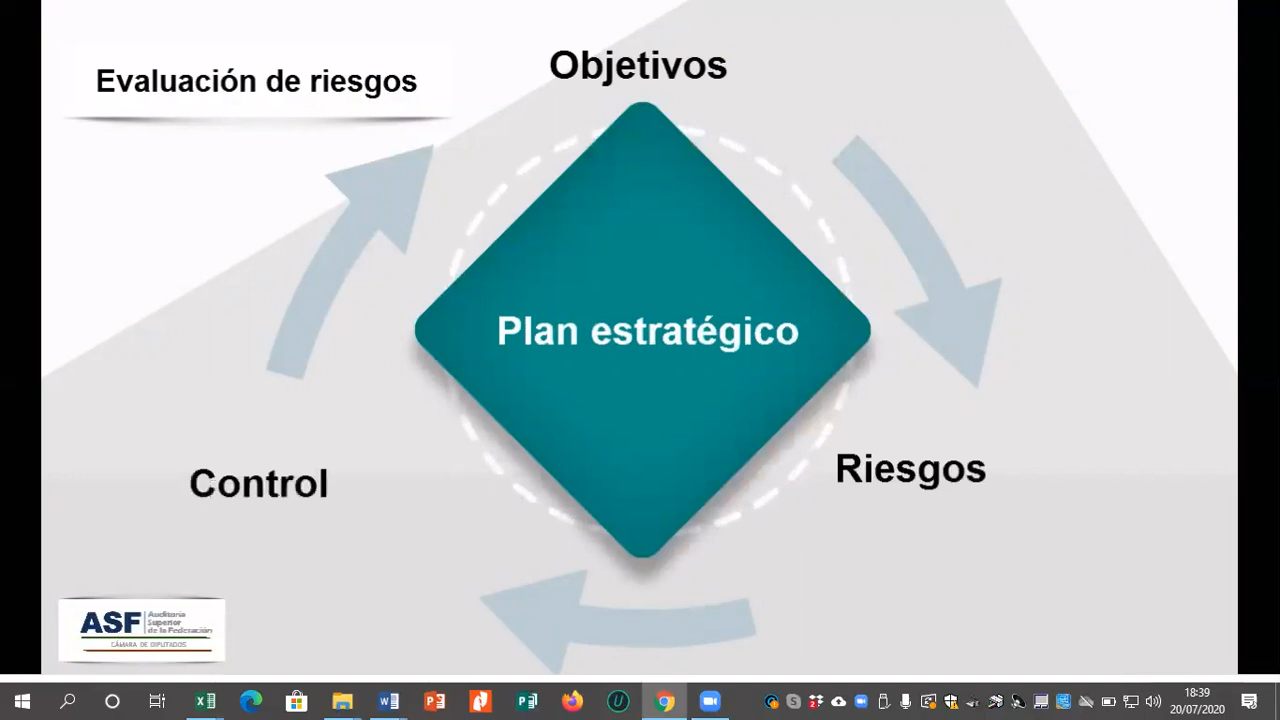 Evaluación de riesgos
Objetivos
Plan estratégico
Riesgos
Control
ASF
Auditoría
Superior
de la Federación
CÁMARA DE DIPUTADOS
18:39
20/07/2020